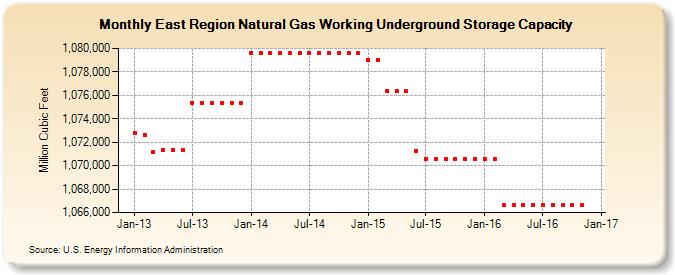 Monthly East Region Natural Gas Working Underground Storage Capacity
Million Cubic Feet
1,080,000
1,078,000
1,076,000
1,074,000
1,072,000
1,070,000
1,068,000
1,066,000
Jan-13 Jul-13 Jan-14 Jul-14 Jan-15 Jul-15 Jan-16 Jul-16 Jan-17
Source: U.S. Energy Information Administration